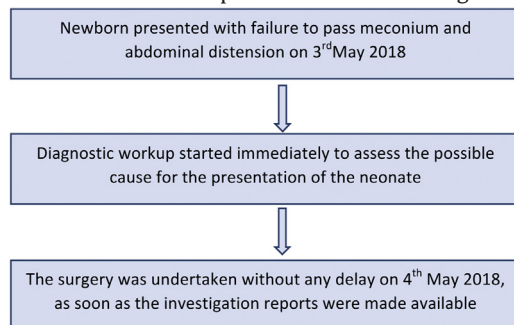 Newborn presented with failure to pass meconium and
abdominal distension on 3rdMay 2018
Diagnostic workup started immediately to assess the possible
cause for the presentation of the neonate
The surgery was undertaken without any delay on 4th May 2018,
as soon as the investigation reports were made available